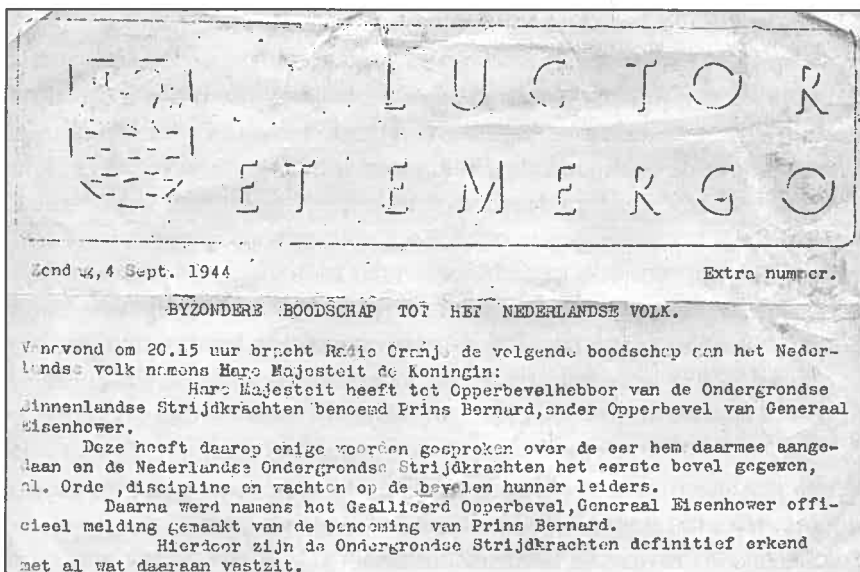 LUCTOR
ET EMERGO
4 Sept. 1944 Extra nummer.
BYZONDERE BOODSCHAP TOT HET NEDERLANDSE VOLK.
Vanavond om 20.15 uur bracht Radio Oranje de volgende boodschap aan het Neder-
landse volk namens Hare Majesteit de Koningin:
Hare Majesteit heeft tot Opperbevelhebber van de Ondergrondse
Binnenlandse Strijdkrachten benoemd Prins Bernard,onder Opperbevel van Generaal
Eisenhower.
Deze heeft daarop enige woorden gesproken over de eer hem daarmee aange-
daan en de Nederlandse Ondergrondse Strijdkrachten het eerste bevel gegeven,
nl. Orde ,discipline en wachten op de bevelen hunner leiders.
Daarna werd namens het Geallieerd Opperbevel,Generaal Eisenhower offi-
cieel melding gemaakt van de benoeming van Prins Bernard.
Hierdoor zijn de Ondergrondse Strijdkrachten definitief erkend
met al wat daaraan vastzit.